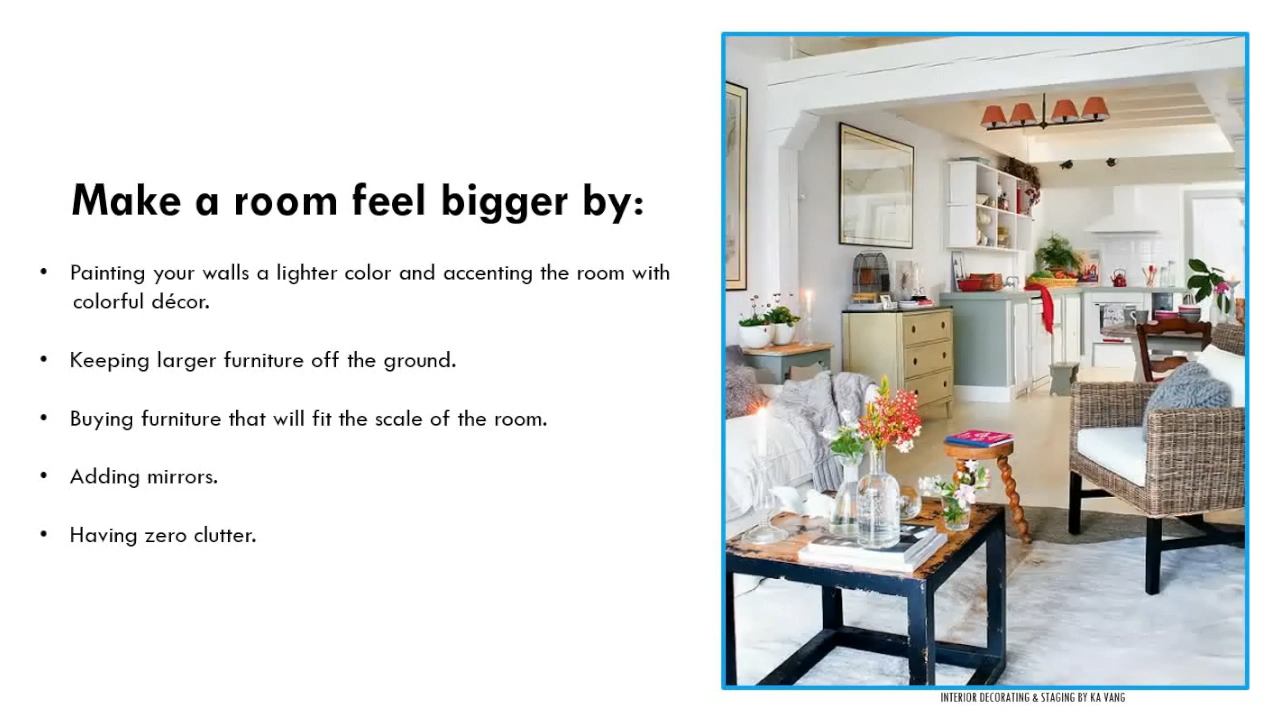 Make a room feel bigger by:
• Painting your walls a lighter color and accenting the room with
colorful décor.
• Keeping larger furniture off the ground.
• Buying furniture that will fit the scale of the room.
• Adding mirrors.
• Having zero clutter.
INTERIOR DECORATING & STAGING BY KA VANG